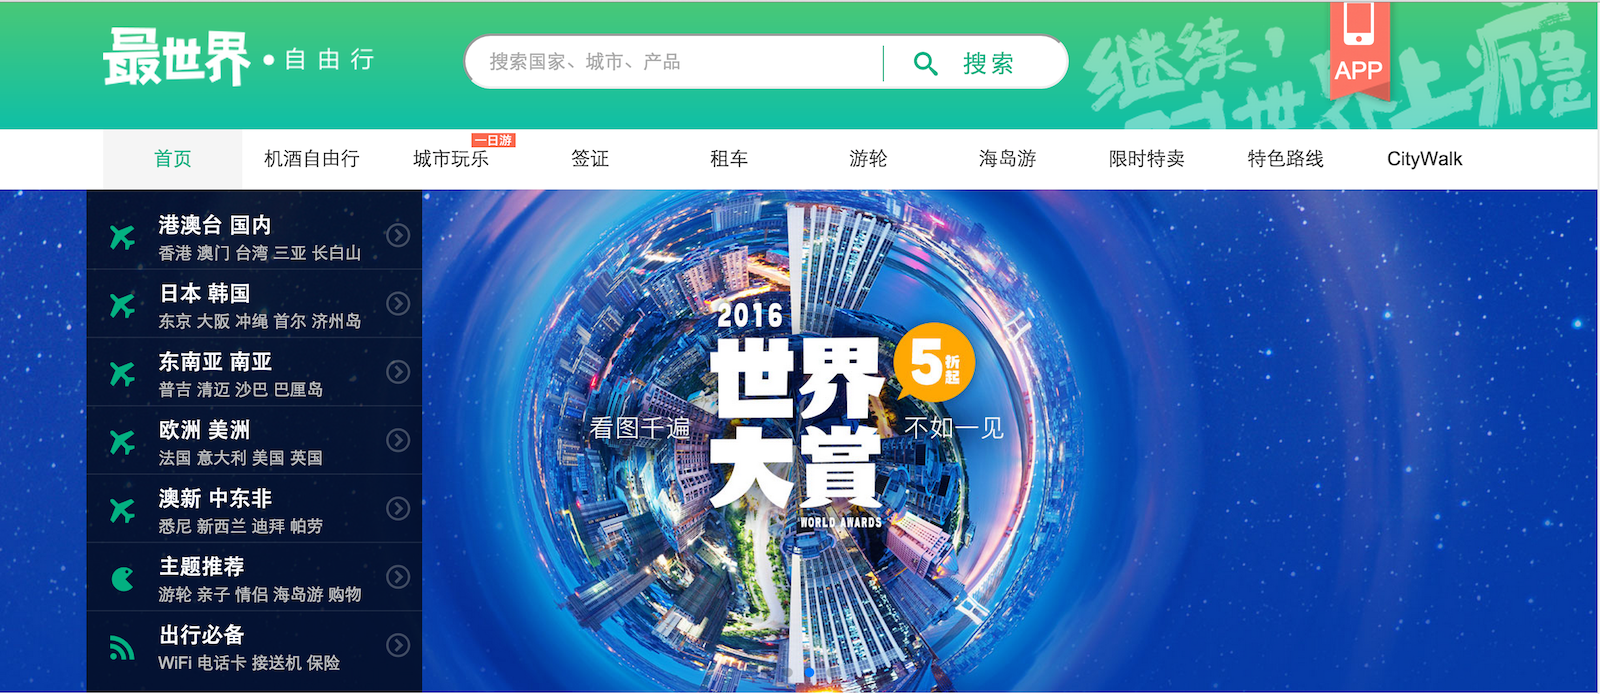 最世界·自由行
搜索国家、城市、产品
搜索
继续，
对世界上瘾
APP
首页
机酒自由行
城市玩乐
一日游
签证
租车
游轮
海岛游
限时特卖
特色路线
CityWalk
港澳台 国内
香港 澳门 台湾 三亚 长白山
日本 韩国
东京 大阪 冲绳 首尔 济州岛
东南亚 南亚
普吉 清迈 沙巴 巴厘岛
欧洲 美洲
法国 意大利 美国 英国
澳新 中东非
悉尼 新西兰 迪拜 帕劳
主题推荐
游轮 亲子 情侣 海岛游 购物
出行必备
WiFi 电话卡 接送机 保险
2016
世界
5折起
看图千遍
不如一见
大賞
WORLD AWARDS